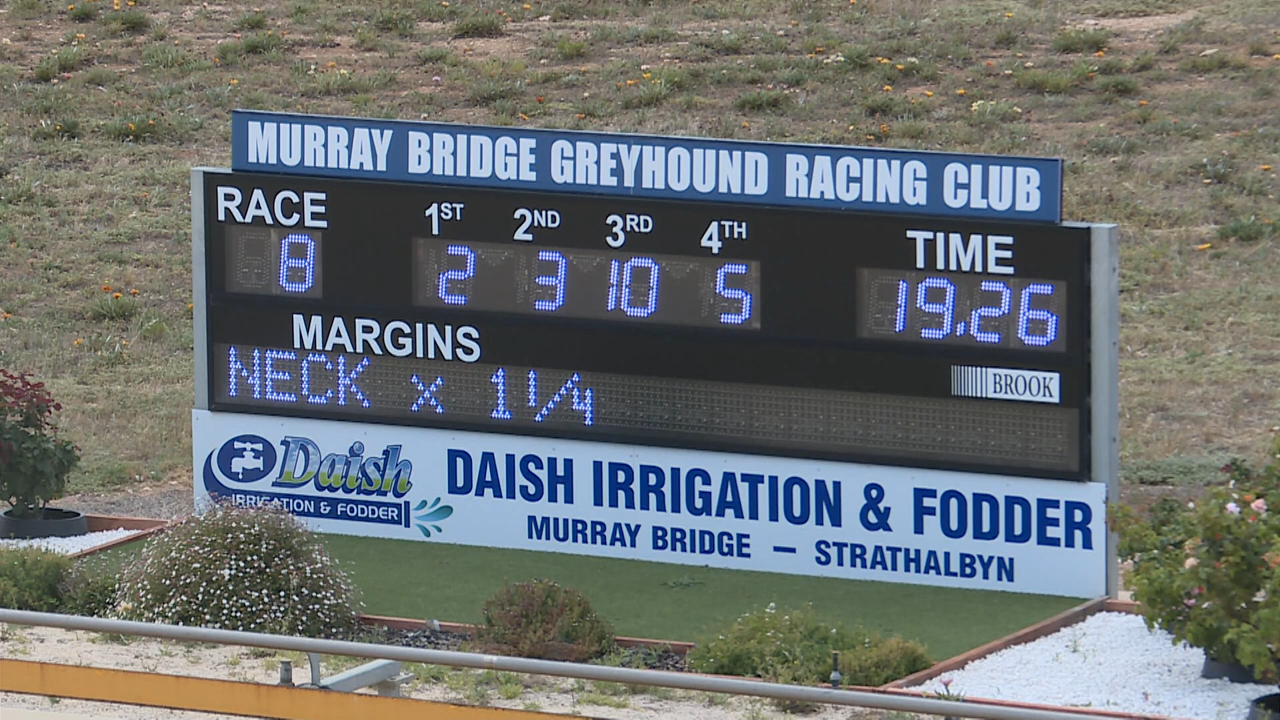 MURRAY BRIDGE GREYHOUND RACING CLUB
RACE 1ST 2ND 3RD 4TH TIME
8 2 3 10 5 19.26
MARGINS
NECK x 1 1/4
BROOK
Daish
IRRIGATION & FODDER
DAISH IRRIGATION & FODDER
MURRAY BRIDGE – STRATHALBYN